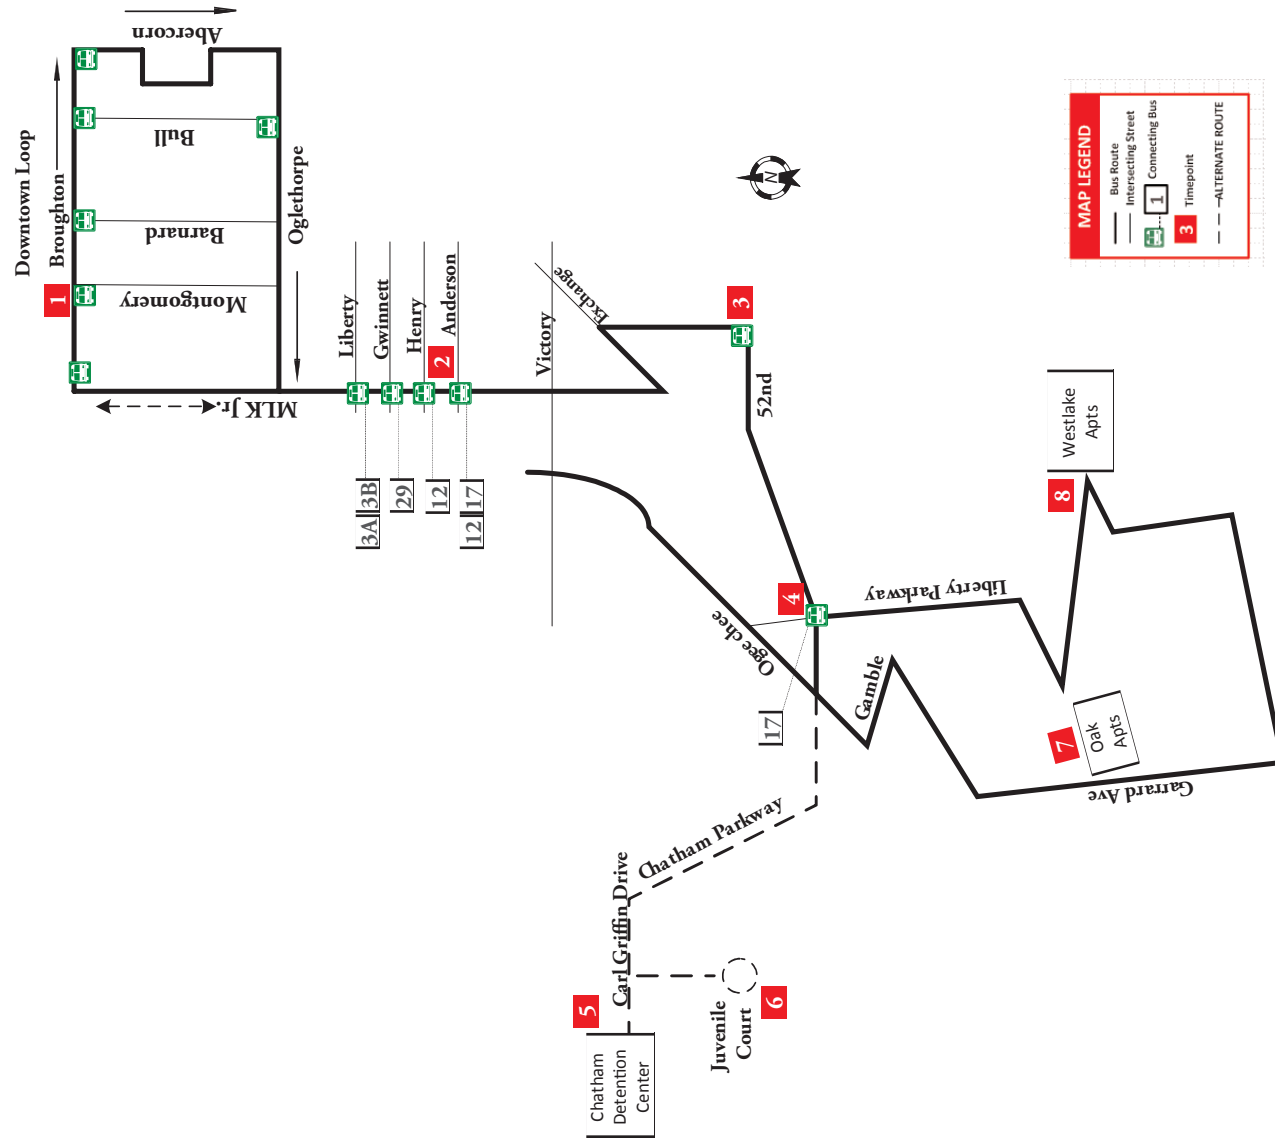 Downtown Loop
Broughton
Abercorn
Bull
Barnard
Montgomery
Oglethorpe
1
MLK Jr.
Liberty
Gwinnett
Henry
Anderson
2
3A 3B
29
12
12 17
Victory
Exchange
3
52nd
4
17
Ogeechee
Liberty Parkway
Gamble
Chatham Parkway
Carl Griffin Drive
5
Chatham
Detention
Center
Juvenile
Court
6
7
Oak
Apts
Garrard Ave
8
Westlake
Apts
N
MAP LEGEND
Bus Route
Intersecting Street
1 Connecting Bus
3 Timepoint
ALTERNATE ROUTE